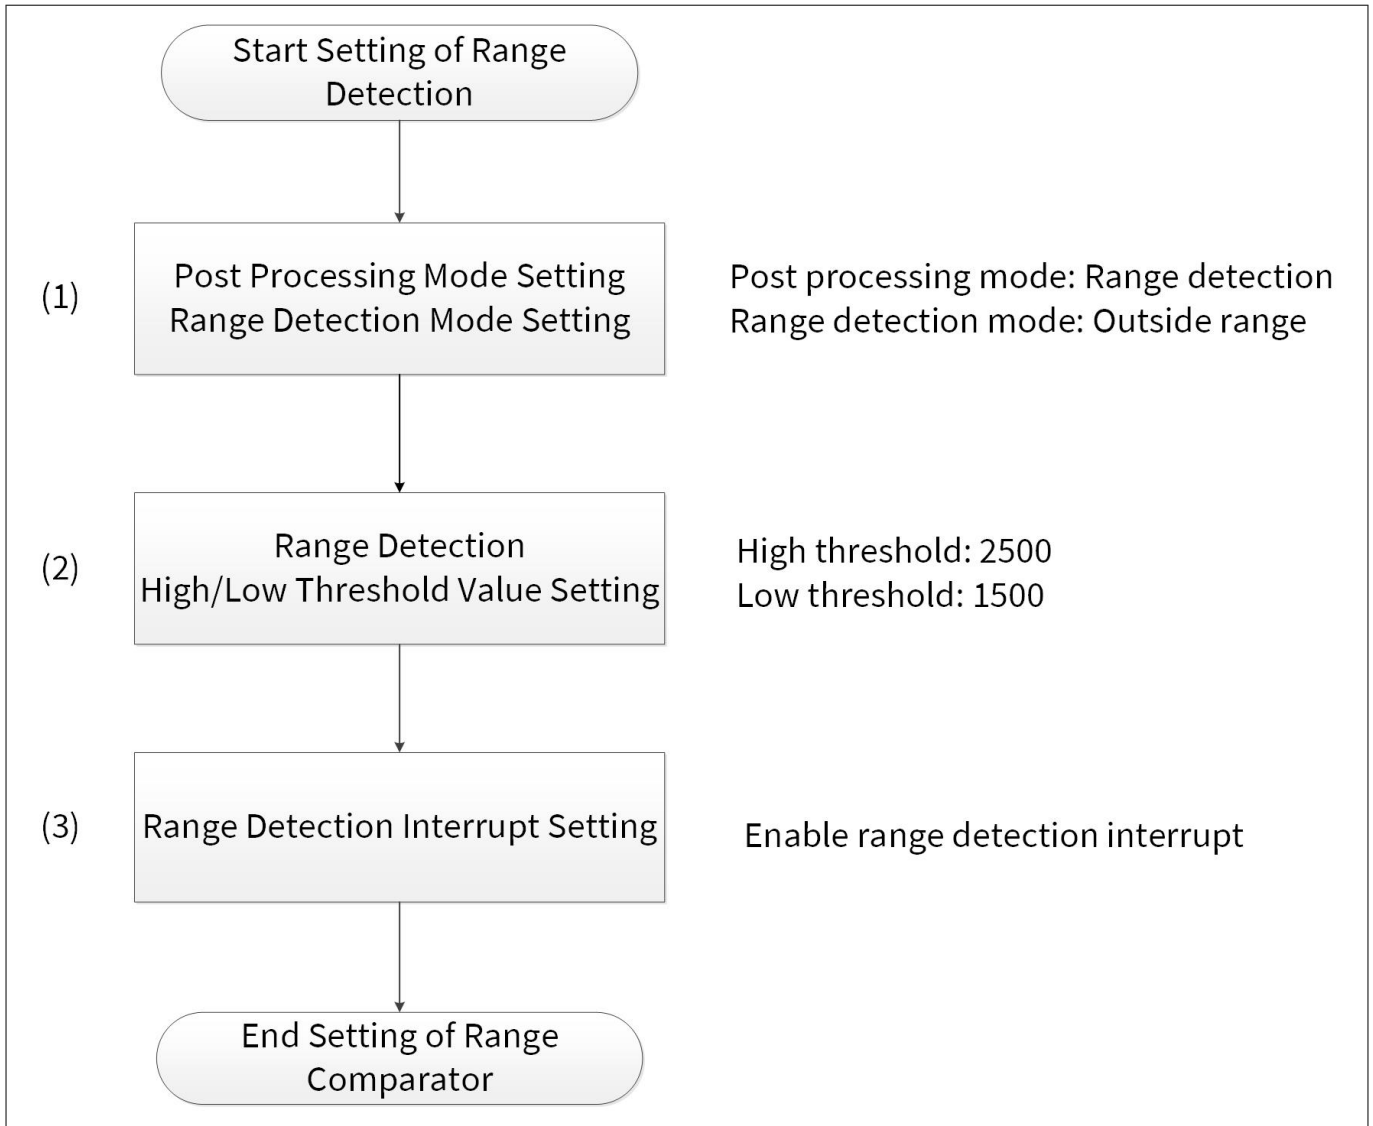 Start Setting of Range
Detection
(1)
Post Processing Mode Setting
Range Detection Mode Setting
Post processing mode: Range detection
Range detection mode: Outside range
(2)
Range Detection
High/Low Threshold Value Setting
High threshold: 2500
Low threshold: 1500
(3)
Range Detection Interrupt Setting
Enable range detection interrupt
End Setting of Range
Comparator